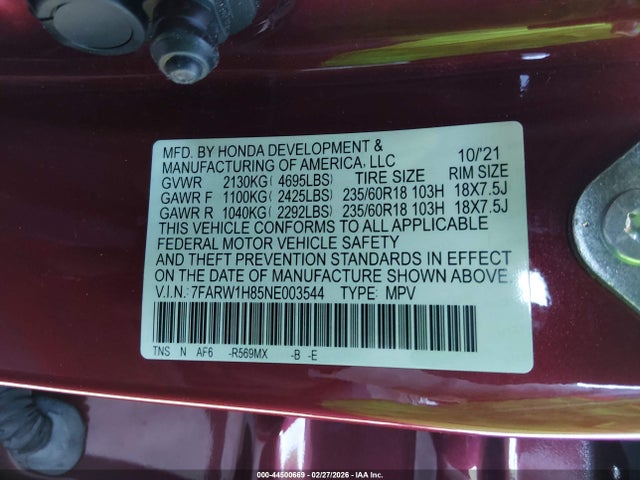 MFD. BY HONDA DEVELOPMENT &
MANUFACTURING OF AMERICA, LLC 10/'21
GVWR 2130KG( 4695LBS) TIRE SIZE RIM SIZE
GAWR F 1100KG( 2425LBS) 235/60R18 103H 18X7.5J
GAWR R 1040KG( 2292LBS) 235/60R18 103H 18X7.5J
THIS VEHICLE CONFORMS TO ALL APPLICABLE
FEDERAL MOTOR VEHICLE SAFETY
AND THEFT PREVENTION STANDARDS IN EFFECT
ON THE DATE OF MANUFACTURE SHOWN ABOVE.
V.I.N.: 7FARW1H85NE003544 TYPE: MPV
TNS N AF6 -R569MX -B -E
000-44500669 - 02/27/2026 - IAA Inc.